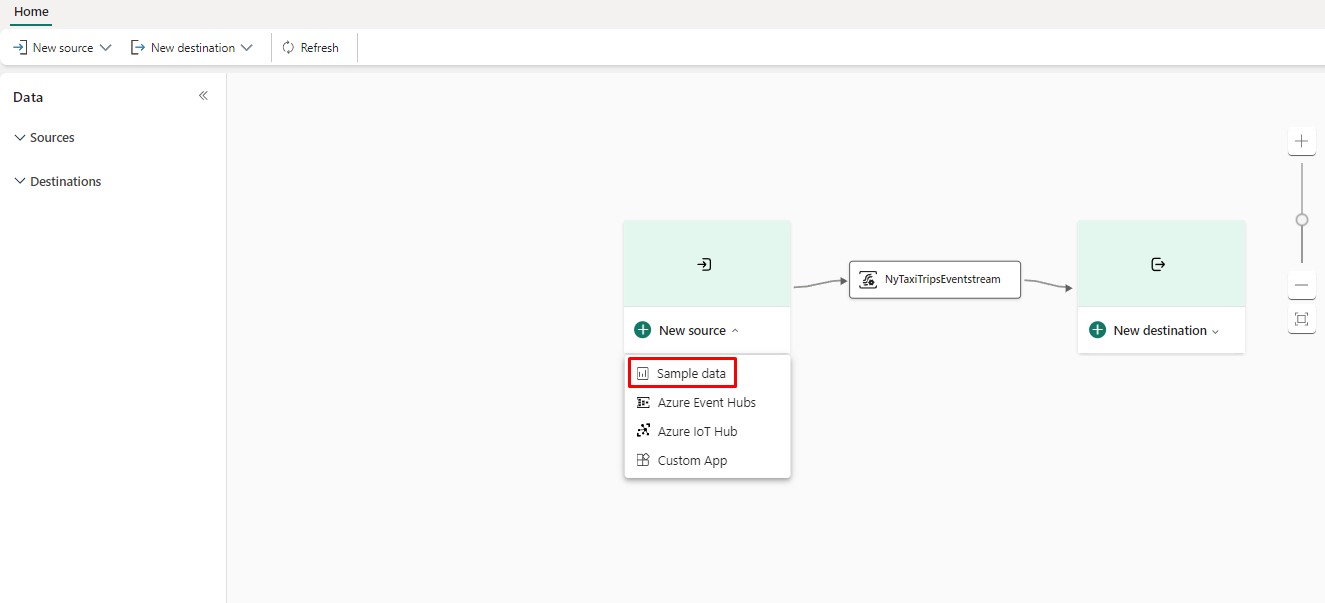 Home
New source
New destination
Refresh
Data
Sources
Destinations
NyTaxiTripsEventstream
New source
New destination
Sample data
Azure Event Hubs
Azure IoT Hub
Custom App